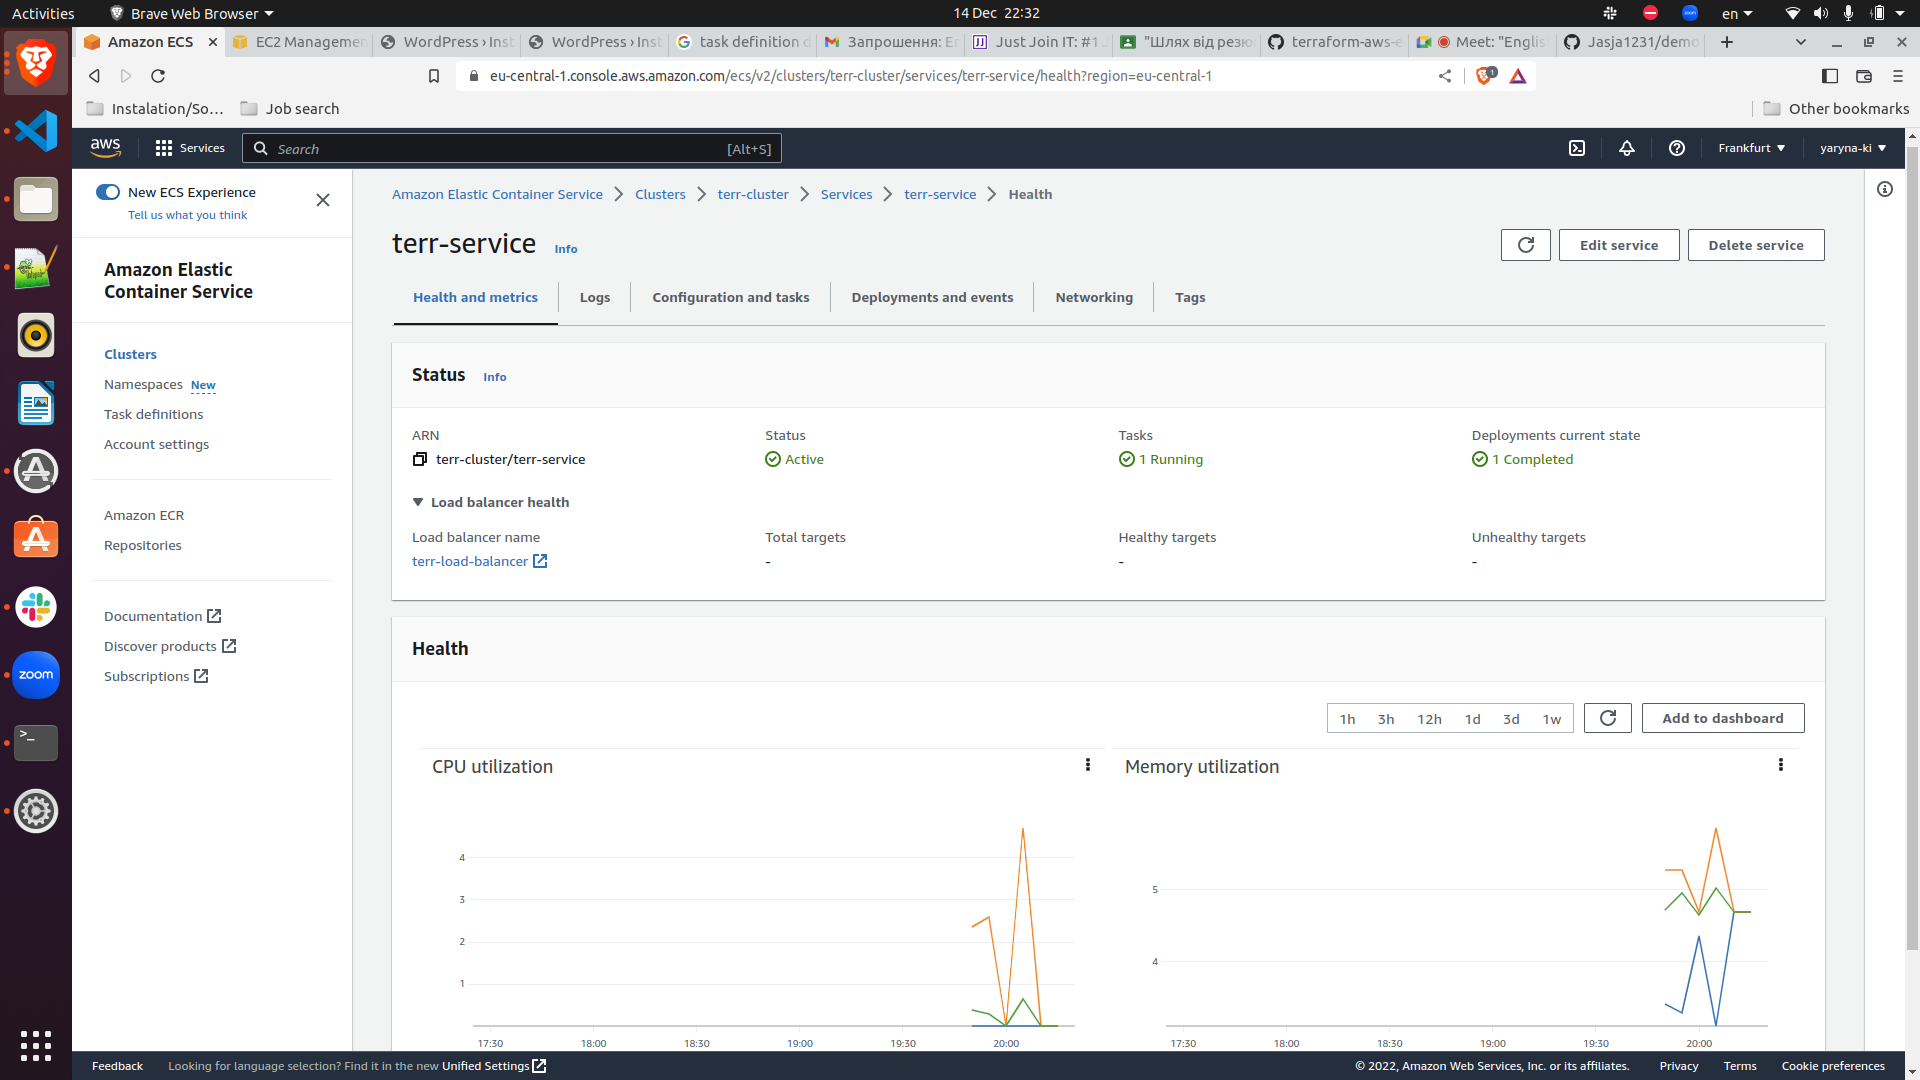 Activities
Brave Web Browser
14 Dec 22:32
en
Amazon ECS
EC2 Managemen
WordPress › Inst
WordPress › Inst
task definition d
Запрошення: En
Just Join IT: #1 J
"Шлях від резю
terraform-aws-e
Meet: "Englis
Jasja1231/demo
eu-central-1.console.aws.amazon.com/ecs/v2/clusters/terr-cluster/services/terr-service/health?region=eu-central-1
1
Instalation/So…
Job search
Other bookmarks
aws
Services
Search
[Alt+S]
Frankfurt
yaryna-ki
New ECS Experience
Tell us what you think
Amazon Elastic
Container Service
Clusters
Namespaces New
Task definitions
Account settings
Amazon ECR
Repositories
Documentation
Discover products
Subscriptions
zoom
Amazon Elastic Container Service
Clusters
terr-cluster
Services
terr-service
Health
terr-service Info
Edit service
Delete service
Health and metrics
Logs
Configuration and tasks
Deployments and events
Networking
Tags
Status Info
ARN
terr-cluster/terr-service
Status
Active
Tasks
1 Running
Deployments current state
1 Completed
Load balancer health
Load balancer name
terr-load-balancer
Total targets
-
Healthy targets
-
Unhealthy targets
-
Health
1h 3h 12h 1d 3d 1w
Add to dashboard
CPU utilization
4
3
2
1
17:30 18:00 18:30 19:00 19:30 20:00
Memory utilization
5
4
17:30 18:00 18:30 19:00 19:30 20:00
Feedback
Looking for language selection? Find it in the new Unified Settings
© 2022, Amazon Web Services, Inc. or its affiliates.
Privacy
Terms
Cookie preferences